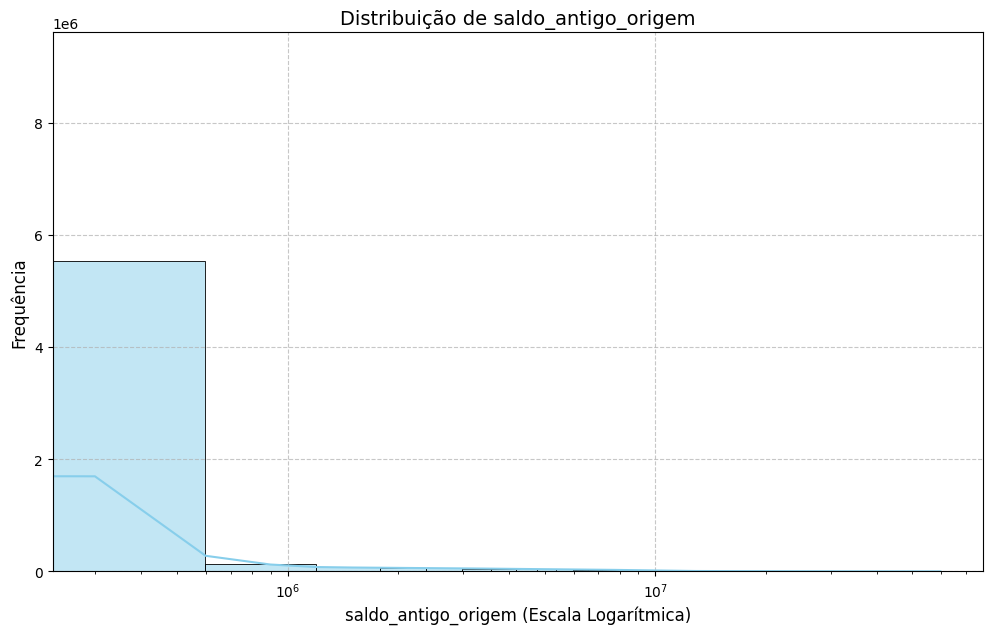 Distribuição de saldo_antigo_origem
1e6
8
6
4
2
0
Frequência
10⁶
10⁷
saldo_antigo_origem (Escala Logarítmica)